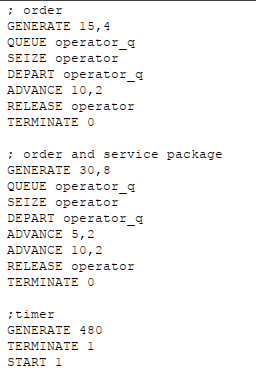 ; order
GENERATE 15,4
QUEUE operator_q
SEIZE operator
DEPART operator_q
ADVANCE 10,2
RELEASE operator
TERMINATE 0

; order and service package
GENERATE 30,8
QUEUE operator_q
SEIZE operator
DEPART operator_q
ADVANCE 5,2
ADVANCE 10,2
RELEASE operator
TERMINATE 0

;timer
GENERATE 480
TERMINATE 1
START 1